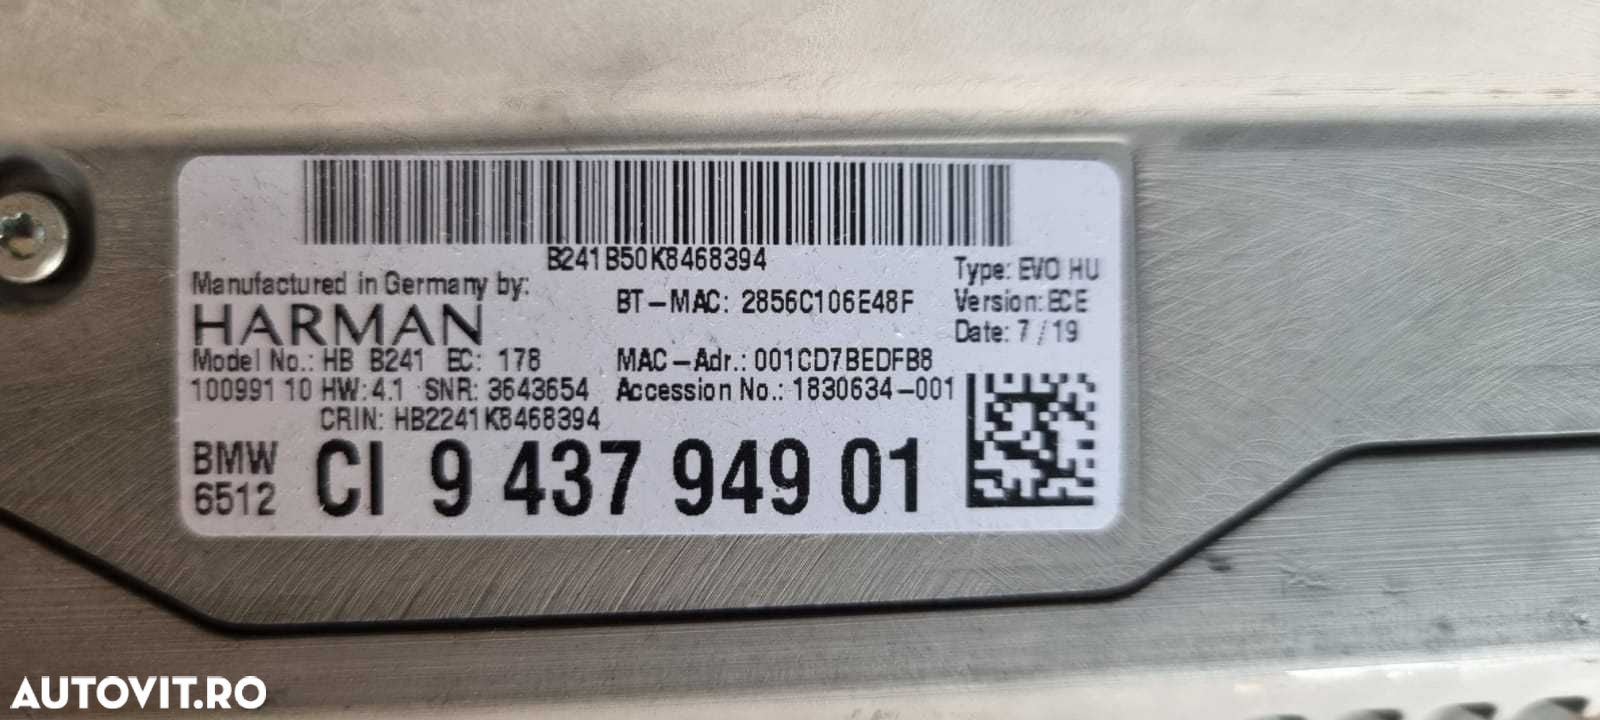 B241B50K8468394
Manufactured in Germany by:
HARMAN
BT-MAC: 2856C106E48F
Type: EVO HU
Version: ECE
Date: 7 / 19
Model No.: HB B241 EC: 178
MAC-Adr.: 001CD7BEDFB8
100991 10 HW: 4.1 SNR: 3643654
Accession No.: 1830634-001
CRIN: HB2241K8468394
BMW
6512
CI 9 437 949 01
AUTOVIT.RO